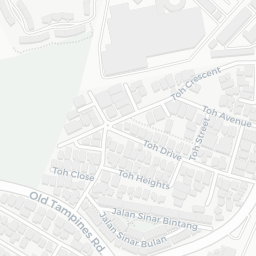 Toh Crescent
Toh Avenue
Toh Street
Toh Drive
Toh Close
Toh Heights
Old Tampines Rd.
Jalan Sinar Bintang
Jalan Sinar Bulan